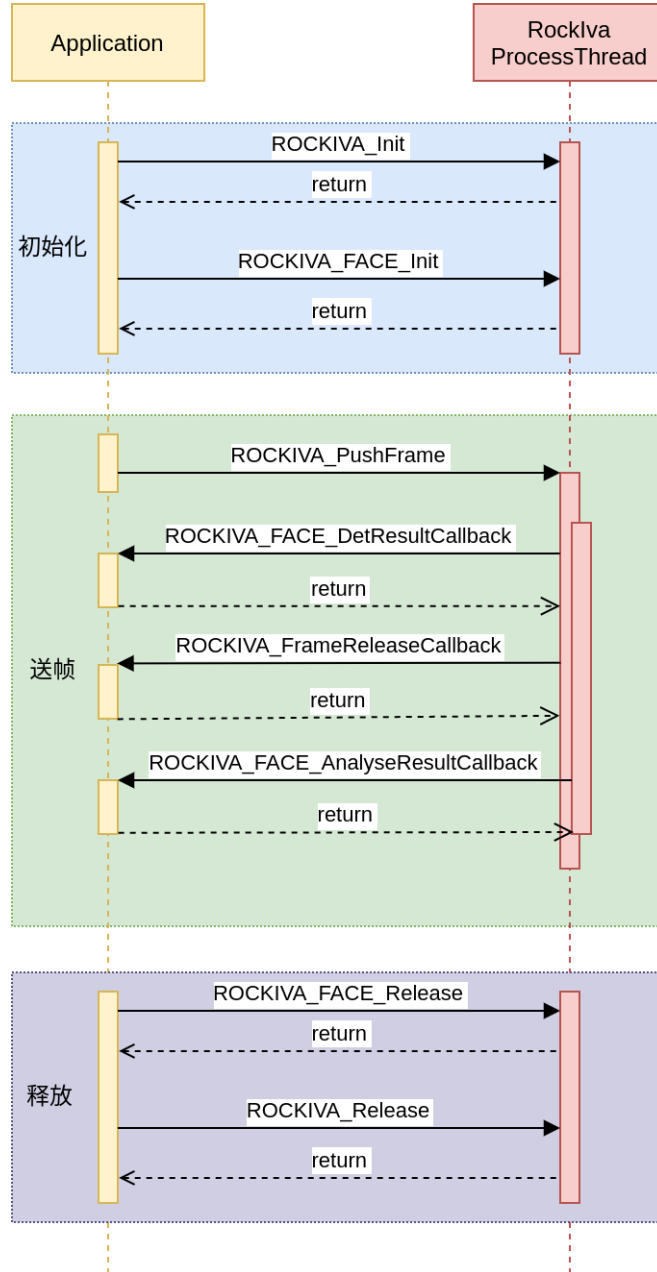 Application
RockIva
ProcessThread
ROCKIVA_Init
return
初始化
ROCKIVA_FACE_Init
return
ROCKIVA_PushFrame
ROCKIVA_FACE_DetResultCallback
return
ROCKIVA_FrameReleaseCallback
送帧
return
ROCKIVA_FACE_AnalyseResultCallback
return
ROCKIVA_FACE_Release
return
释放
ROCKIVA_Release
return